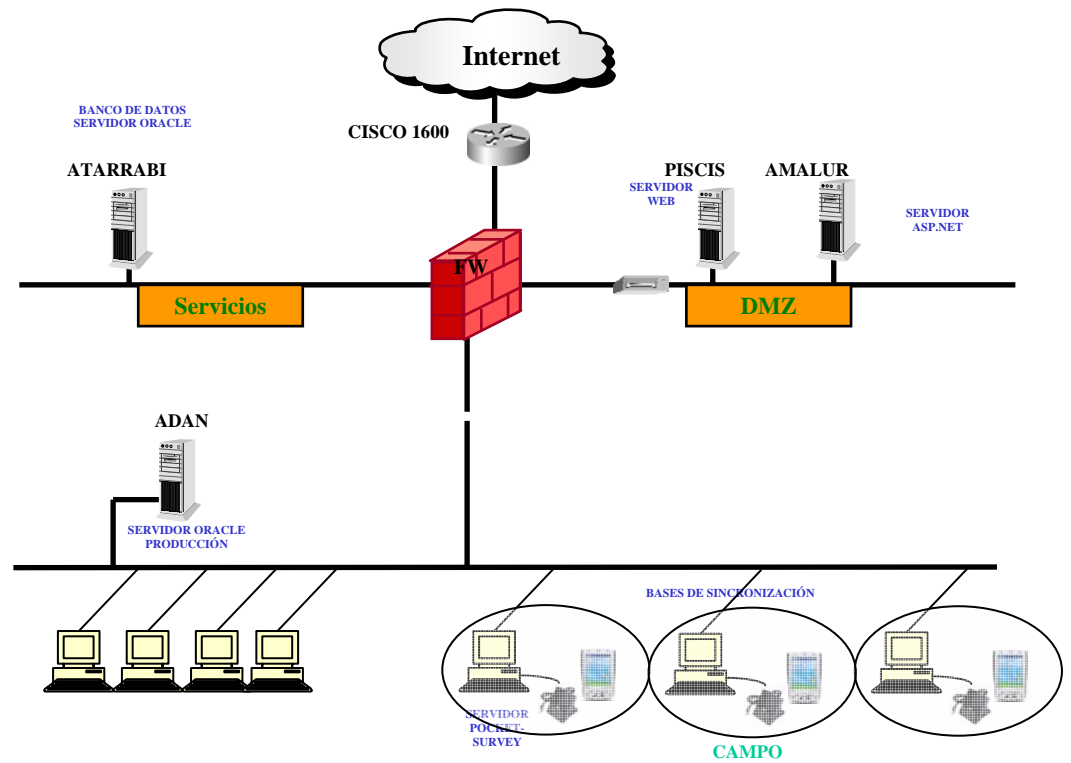 Internet
BANCO DE DATOS
SERVIDOR ORACLE
CISCO 1600
ATARRABI
PISCIS
AMALUR
SERVIDOR
WEB
SERVIDOR
ASP.NET
FW
Servicios
DMZ
ADAN
SERVIDOR ORACLE
PRODUCCIÓN
BASES DE SINCRONIZACIÓN
SERVIDOR
POCKET-
SURVEY
CAMPO